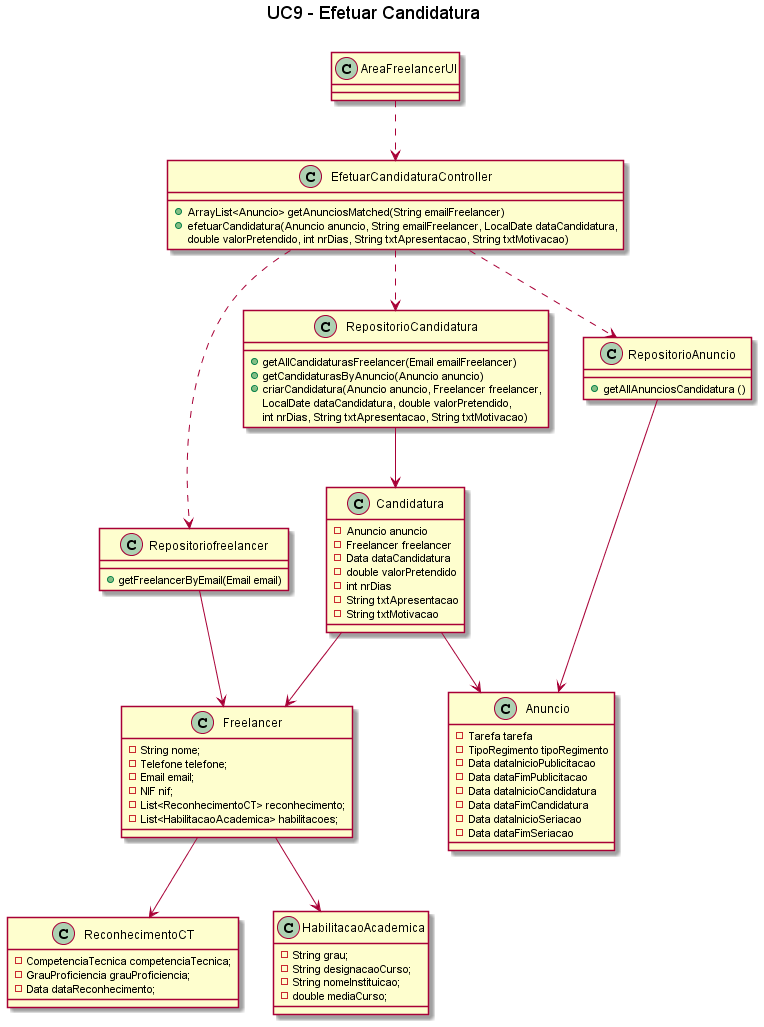 UC9 - Efetuar Candidatura
C AreaFreelancerUI
C EfetuarCandidaturaController
ArrayList<Anuncio> getAnunciosMatched(String emailFreelancer)
efetuarCandidatura(Anuncio anuncio, String emailFreelancer, LocalDate dataCandidatura,
double valorPretendido, int nrDias, String txtApresentacao, String txtMotivacao)
C RepositorioCandidatura
getAllCandidaturasFreelancer(Email emailFreelancer)
getCandidaturasByAnuncio(Anuncio anuncio)
criarCandidatura(Anuncio anuncio, Freelancer freelancer,
LocalDate dataCandidatura, double valorPretendido,
int nrDias, String txtApresentacao, String txtMotivacao)
C RepositorioAnuncio
getAllAnunciosCandidatura ()
C Repositoriofreelancer
getFreelancerByEmail(Email email)
C Candidatura
Anuncio anuncio
Freelancer freelancer
Data dataCandidatura
double valorPretendido
int nrDias
String txtApresentacao
String txtMotivacao
C Freelancer
String nome;
Telefone telefone;
Email email;
NIF nif;
List<ReconhecimentoCT> reconhecimento;
List<HabilitacaoAcademica> habilitacoes;
C Anuncio
Tarefa tarefa
TipoRegimento tipoRegimento
Data dataInicioPublicitacao
Data dataFimPublicitacao
Data dataInicioCandidatura
Data dataFimCandidatura
Data dataInicioSeriacao
Data dataFimSeriacao
C ReconhecimentoCT
CompetenciaTecnica competenciaTecnica;
GrauProficiencia grauProficiencia;
Data dataReconhecimento;
C HabilitacaoAcademica
String grau;
String designacaoCurso;
String nomeInstituicao;
double mediaCurso;